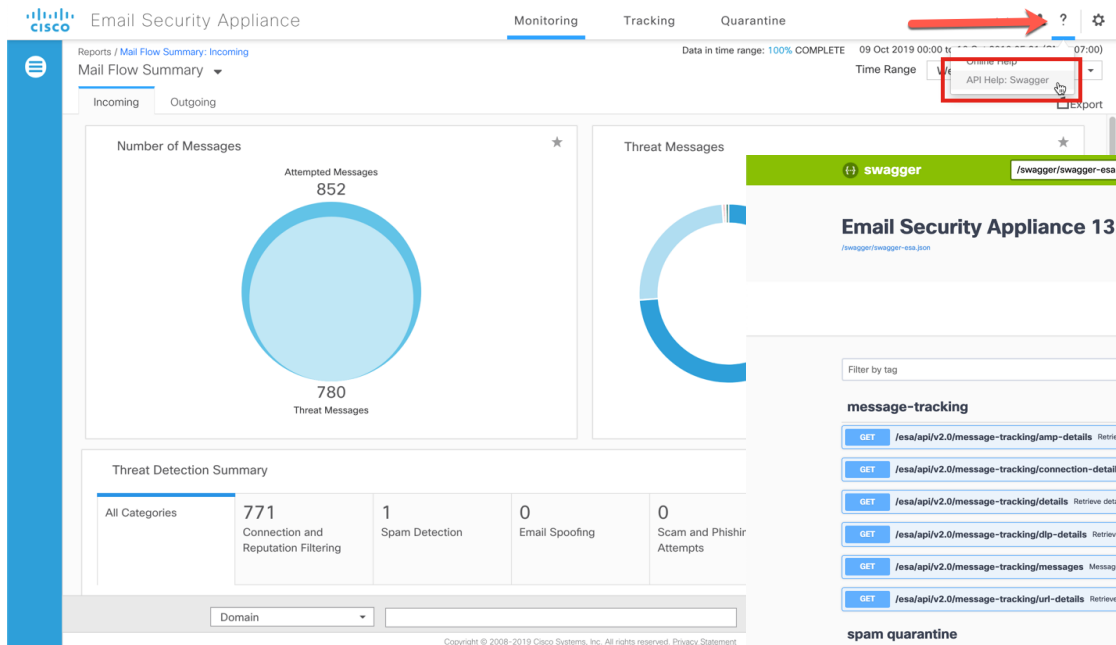 CISCO
Email Security Appliance
Monitoring
Tracking
Quarantine
?
Reports / Mail Flow Summary: Incoming
Data in time range: 100% COMPLETE
09 Oct 2019 00:00 to
07:00)
Mail Flow Summary
Time Range
Online Help
API Help: Swagger
Incoming
Outgoing
Export
Number of Messages
Attempted Messages
852
780
Threat Messages
Threat Messages
swagger
/swagger/swagger-esa
Email Security Appliance 13
/swagger/swagger-esa.json
Filter by tag
message-tracking
GET /esa/api/v2.0/message-tracking/amp-details Retrie
GET /esa/api/v2.0/message-tracking/connection-detail
GET /esa/api/v2.0/message-tracking/details Retrieve deta
GET /esa/api/v2.0/message-tracking/dlp-details Retriev
GET /esa/api/v2.0/message-tracking/messages Messag
GET /esa/api/v2.0/message-tracking/url-details Retrieve
spam quarantine
Threat Detection Summary
All Categories
771
Connection and
Reputation Filtering
1
Spam Detection
0
Email Spoofing
0
Scam and Phishin
Attempts
Domain
Copyright © 2008-2019 Cisco Systems, Inc. All rights reserved. Privacy Statement